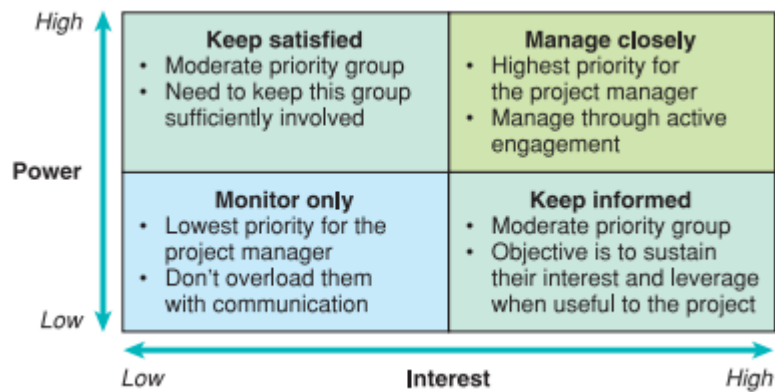 High
Keep satisfied
• Moderate priority group
• Need to keep this group
sufficiently involved
Manage closely
• Highest priority for
the project manager
• Manage through active
engagement
Power
Monitor only
• Lowest priority for the
project manager
• Don't overload them
with communication
Keep informed
• Moderate priority group
• Objective is to sustain
their interest and leverage
when useful to the project
Low
Low
Interest
High